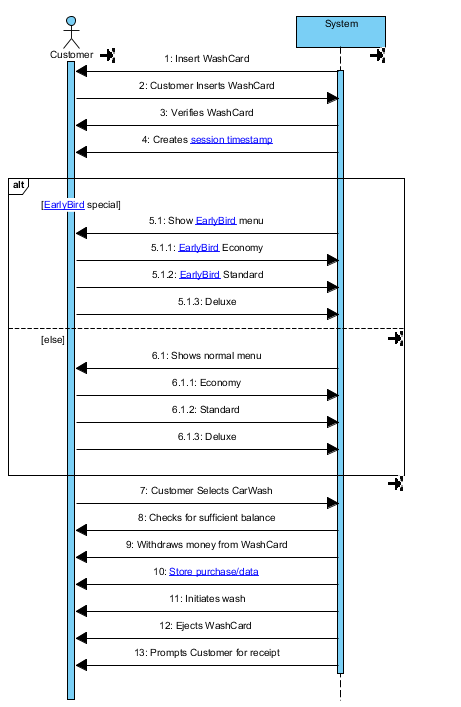 System
Customer
1: Insert WashCard
2: Customer Inserts WashCard
3: Verifies WashCard
4: Creates session timestamp
alt
[EarlyBird special]
5.1: Show EarlyBird menu
5.1.1: EarlyBird Economy
5.1.2: EarlyBird Standard
5.1.3: Deluxe
[else]
6.1: Shows normal menu
6.1.1: Economy
6.1.2: Standard
6.1.3: Deluxe
7: Customer Selects CarWash
8: Checks for sufficient balance
9: Withdraws money from WashCard
10: Store purchase/data
11: Initiates wash
12: Ejects WashCard
13: Prompts Customer for receipt